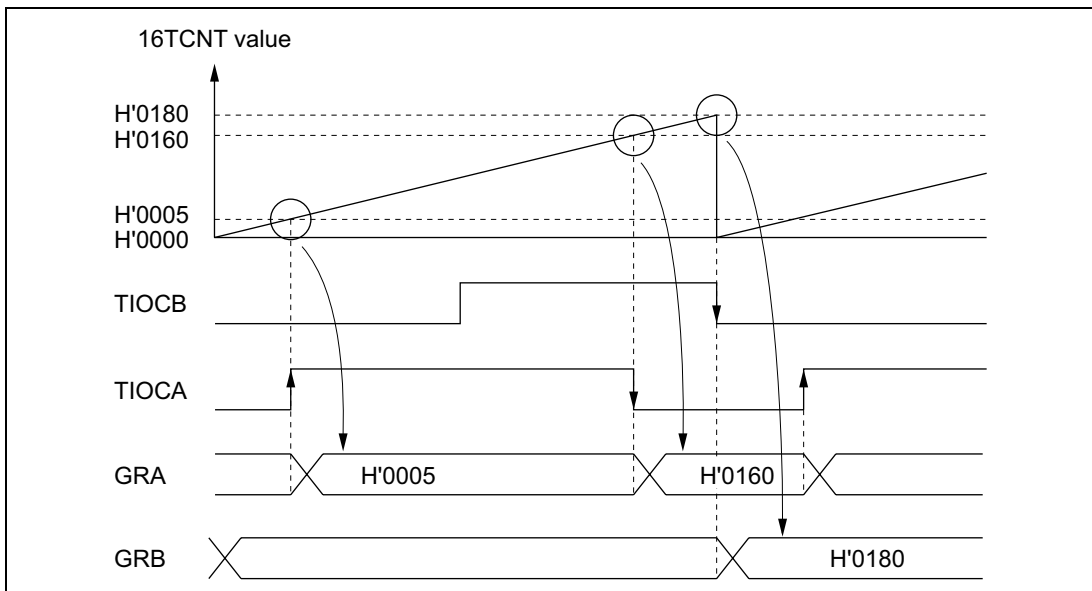 16TCNT value
H'0180
H'0160
H'0005
H'0000
TIOCB
TIOCA
GRA H'0005 H'0160
GRB H'0180